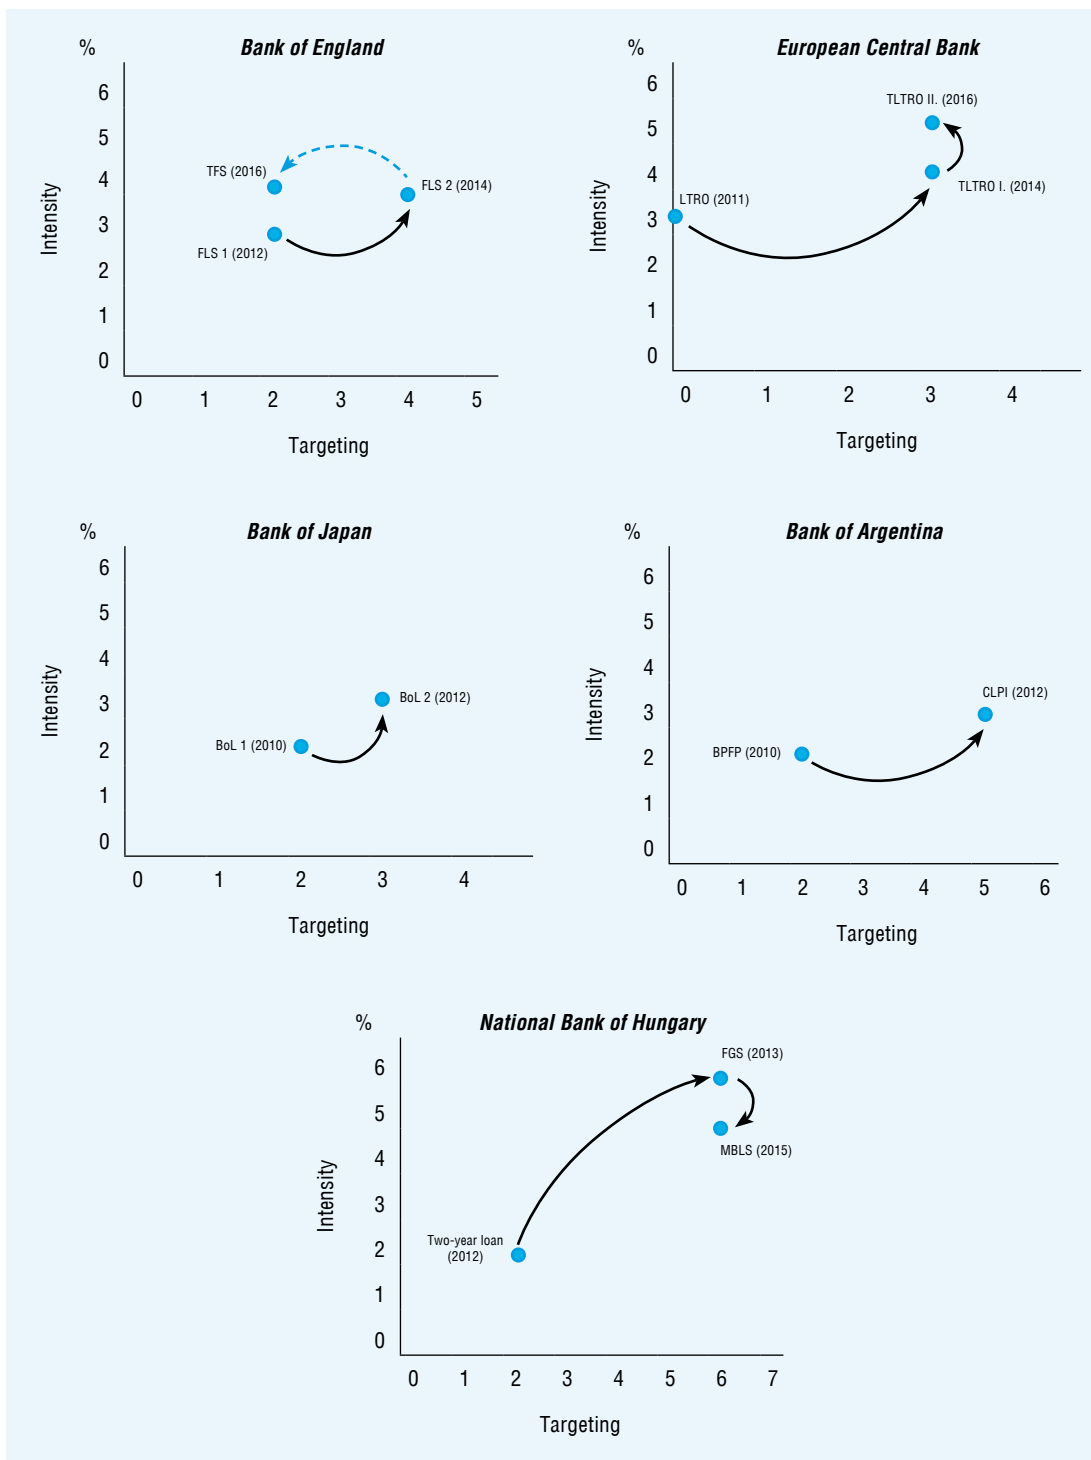 %
Bank of England
6
5
4
3
2
1
0
Intensity
TFS (2016)
FLS 2 (2014)
FLS 1 (2012)
0 1 2 3 4 5
Targeting
%
European Central Bank
6
5
4
3
2
1
0
Intensity
TLTRO II. (2016)
TLTRO I. (2014)
LTRO (2011)
0 1 2 3 4
Targeting
%
Bank of Japan
6
5
4
3
2
1
0
Intensity
BoL 2 (2012)
BoL 1 (2010)
0 1 2 3 4
Targeting
%
Bank of Argentina
6
5
4
3
2
1
0
Intensity
CLPI (2012)
BPFP (2010)
0 1 2 3 4 5 6
Targeting
%
National Bank of Hungary
6
5
4
3
2
1
0
Intensity
FGS (2013)
MBLS (2015)
Two-year loan
(2012)
0 1 2 3 4 5 6 7
Targeting